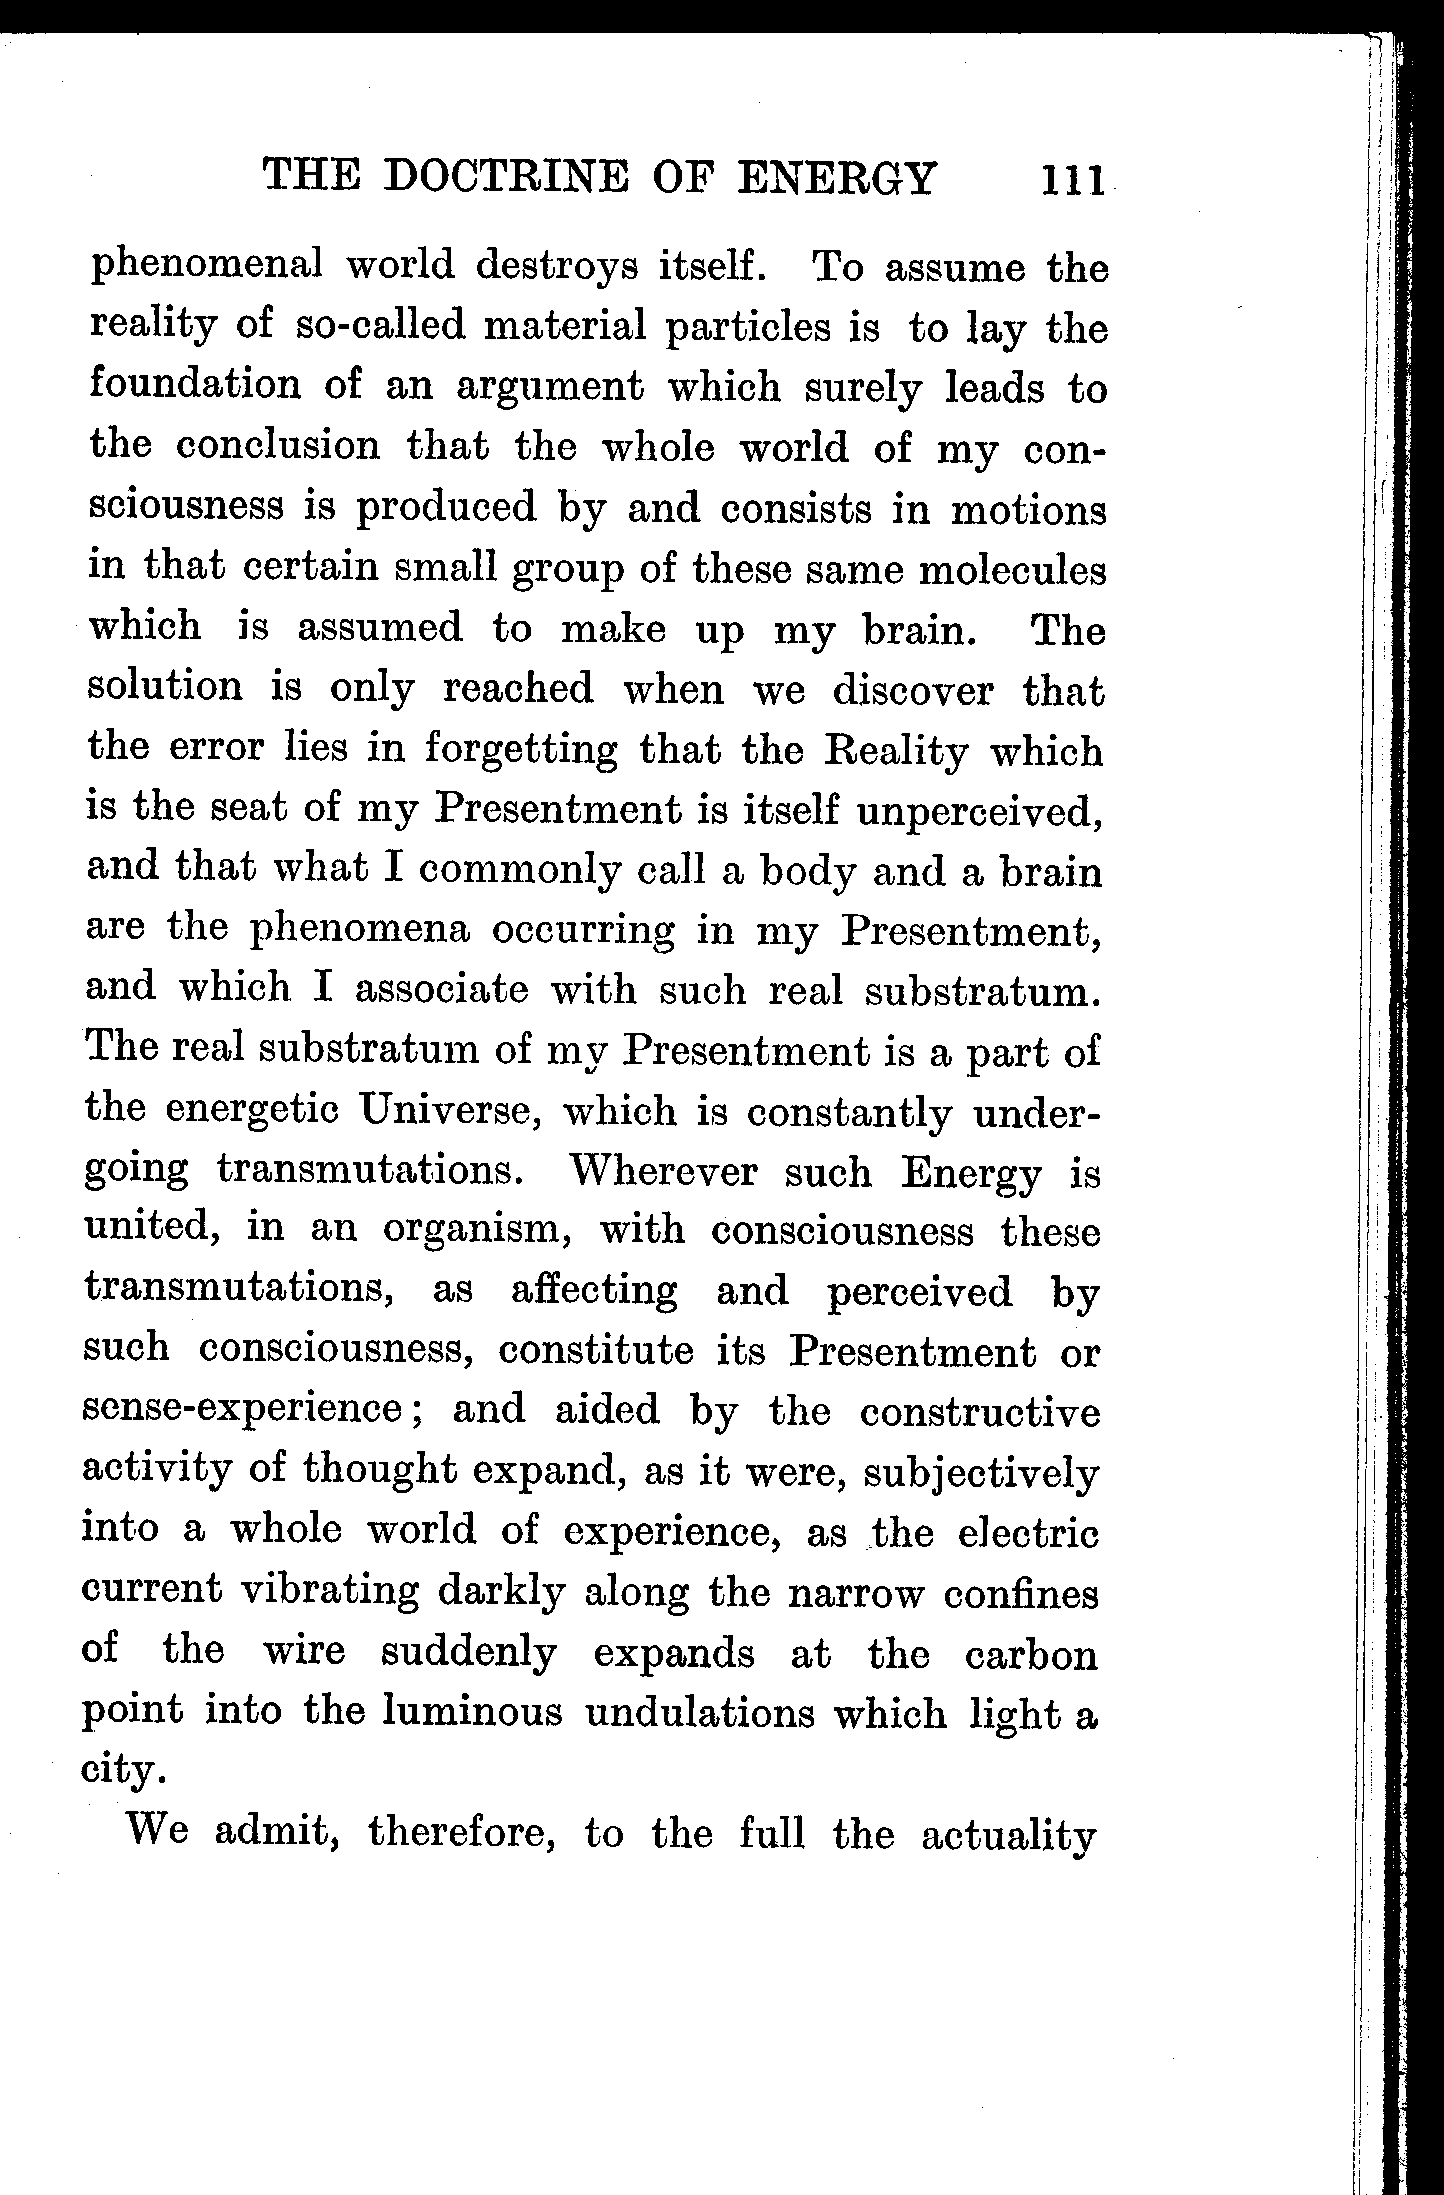 THE DOCTRINE OF ENERGY 111
phenomenal world destroys itself. To assume the
reality of so-called material particles is to lay the
foundation of an argument which surely leads to
the conclusion that the whole world of my con-
sciousness is produced by and consists in motions
in that certain small group of these same molecules
which is assumed to make up my brain. The
solution is only reached when we discover that
the error lies in forgetting that the Reality which
is the seat of my Presentment is itself unperceived,
and that what I commonly call a body and a brain
are the phenomena occurring in my Presentment,
and which I associate with such real substratum.
The real substratum of my Presentment is a part of
the energetic Universe, which is constantly under-
going transmutations. Wherever such Energy is
united, in an organism, with consciousness these
transmutations, as affecting and perceived by
such consciousness, constitute its Presentment or
sense-experience; and aided by the constructive
activity of thought expand, as it were, subjectively
into a whole world of experience, as the electric
current vibrating darkly along the narrow confines
of the wire suddenly expands at the carbon
point into the luminous undulations which light a
city.
We admit, therefore, to the full the actuality